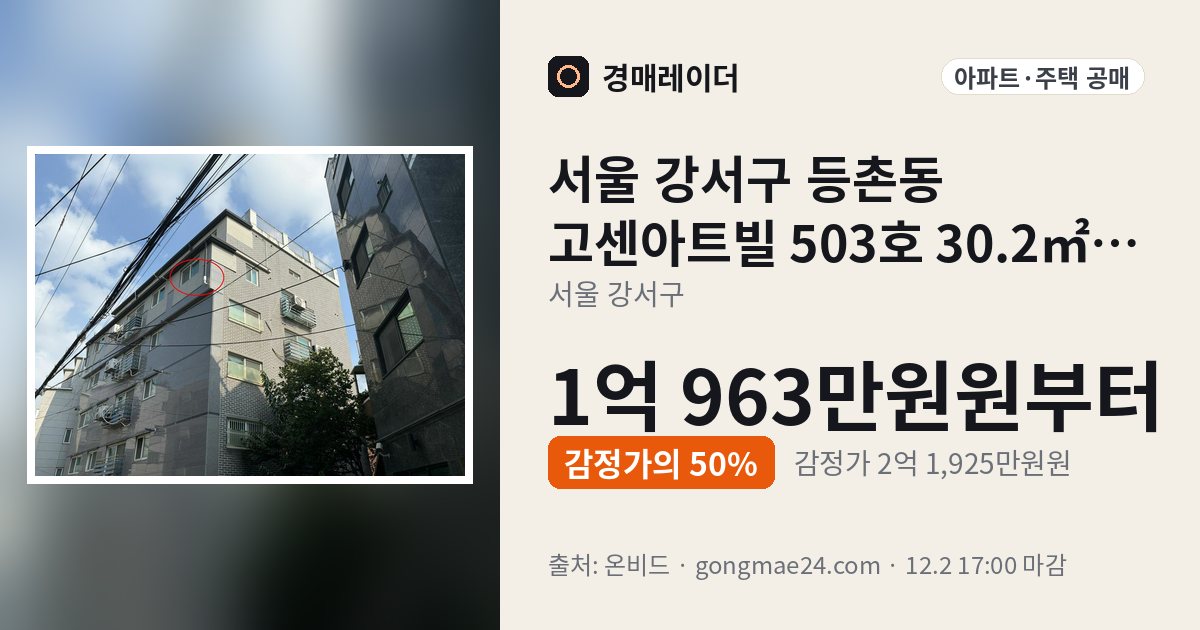 경매레이더
아파트·주택 공매
서울 강서구 등촌동
고센아트빌 503호 30.2㎡…
서울 강서구
1억 963만원원부터
감정가의 50%
감정가 2억 1,925만원원
출처: 온비드 · gongmae24.com · 12.2 17:00 마감